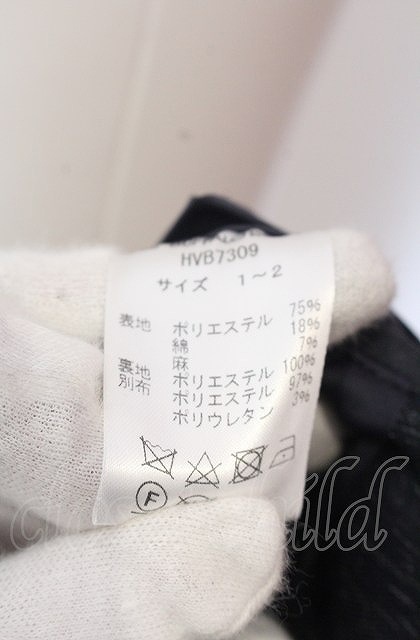 HVB7309
サイズ 1～2
表地 ポリエステル 75%
綿 18%
麻 7%
裏地 ポリエステル 100%
別布 ポリエステル 97%
ポリウレタン 3%
F